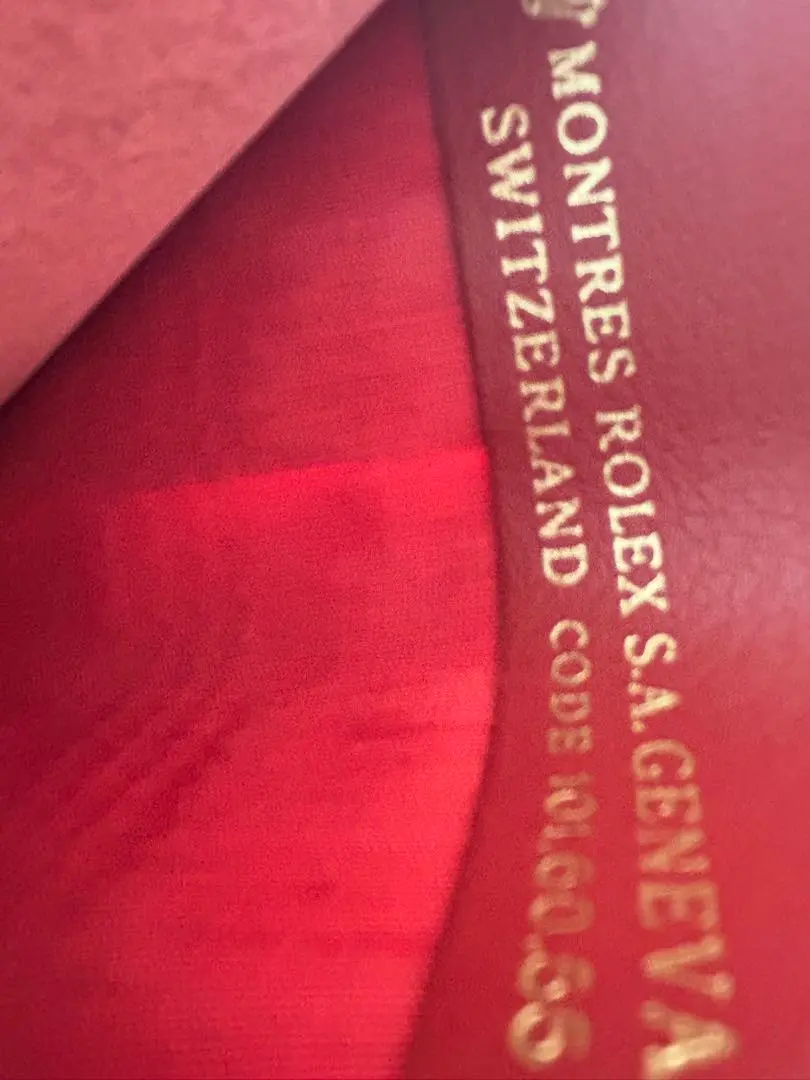 MONTRES ROLEX S.A. GENEVA
SWITZERLAND CODE 101.60.55